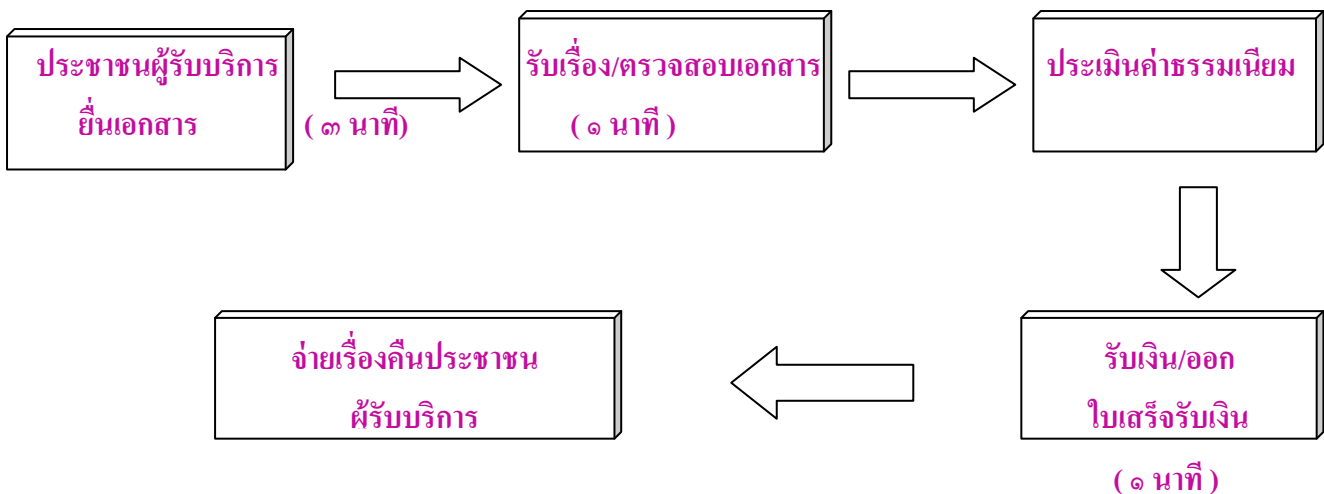 ประชาชนผู้รับบริการ
ยื่นเอกสาร
( ๓ นาที)
รับเรื่อง/ตรวจสอบเอกสาร
( ๑ นาที )
ประเมินค่าธรรมเนียม
รับเงิน/ออก
ใบเสร็จรับเงิน
( ๑ นาที )
จ่ายเรื่องคืนประชาชน
ผู้รับบริการ